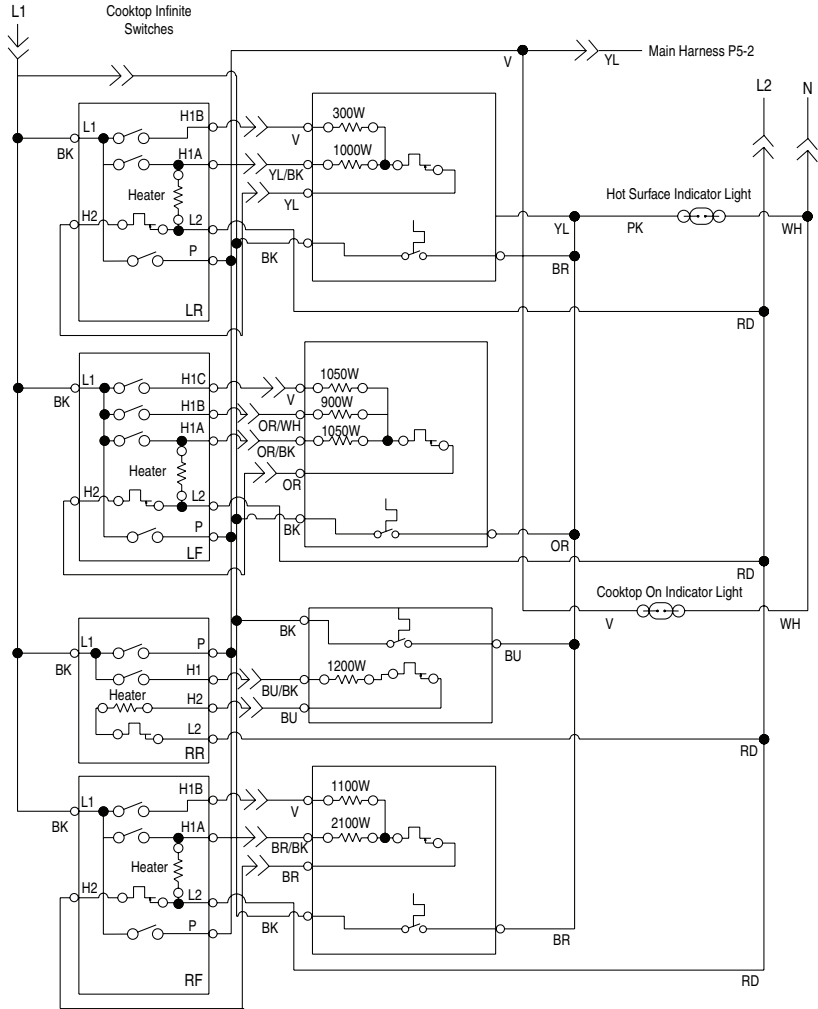 L1
Cooktop Infinite
Switches
V
YL
Main Harness P5-2
L2
N
L1
H1B
BK
V
300W
H1A
YL/BK
1000W
Heater
YL
Hot Surface Indicator Light
H2
L2
YL
PK
WH
P
BK
BR
LR
RD
L1
H1C
V
1050W
BK
H1B
OR/WH
900W
H1A
OR/BK
1050W
Heater
OR
H2
L2
P
BK
OR
LF
RD
Cooktop On Indicator Light
V
WH
L1
P
BK
BU
BK
H1
BU/BK
1200W
Heater
H2
BU
L2
RR
RD
L1
H1B
V
1100W
BK
H1A
BR/BK
2100W
Heater
BR
H2
L2
P
BK
BR
RF
RD